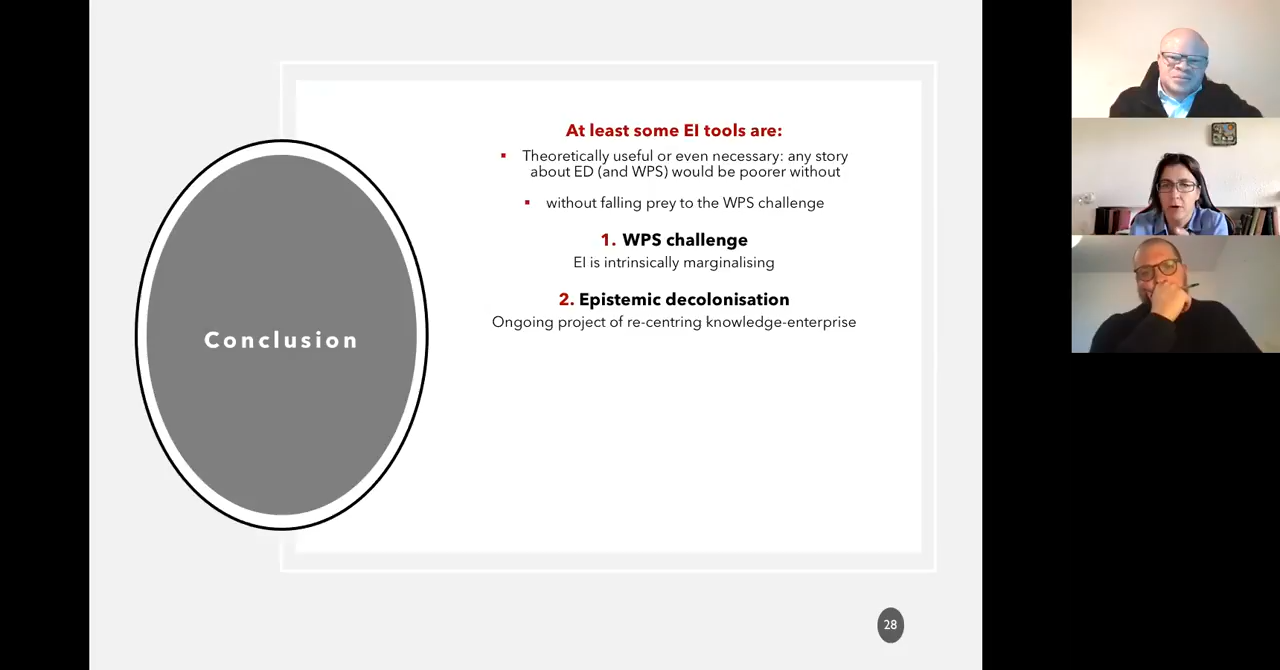 Conclusion
At least some EI tools are:
▪ Theoretically useful or even necessary: any story
about ED (and WPS) would be poorer without
▪ without falling prey to the WPS challenge
1. WPS challenge
EI is intrinsically marginalising
2. Epistemic decolonisation
Ongoing project of re-centring knowledge-enterprise
28